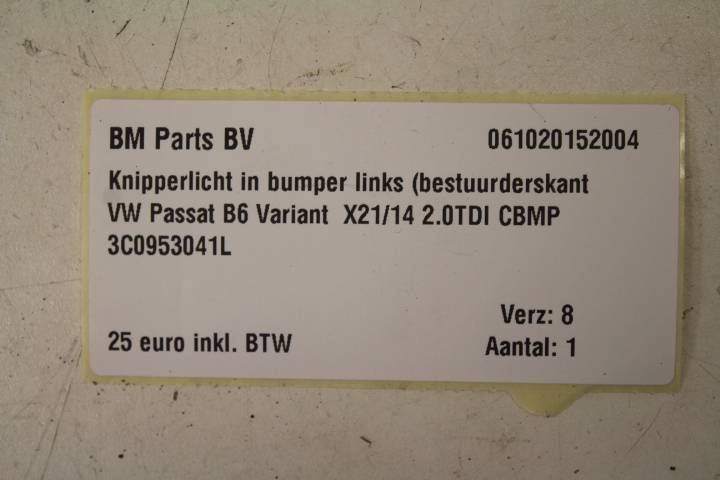 BM Parts BV 061020152004
Knipperlicht in bumper links (bestuurderskant
VW Passat B6 Variant X21/14 2.0TDI CBMP
3C0953041L
Verz: 8
25 euro inkl. BTW Aantal: 1